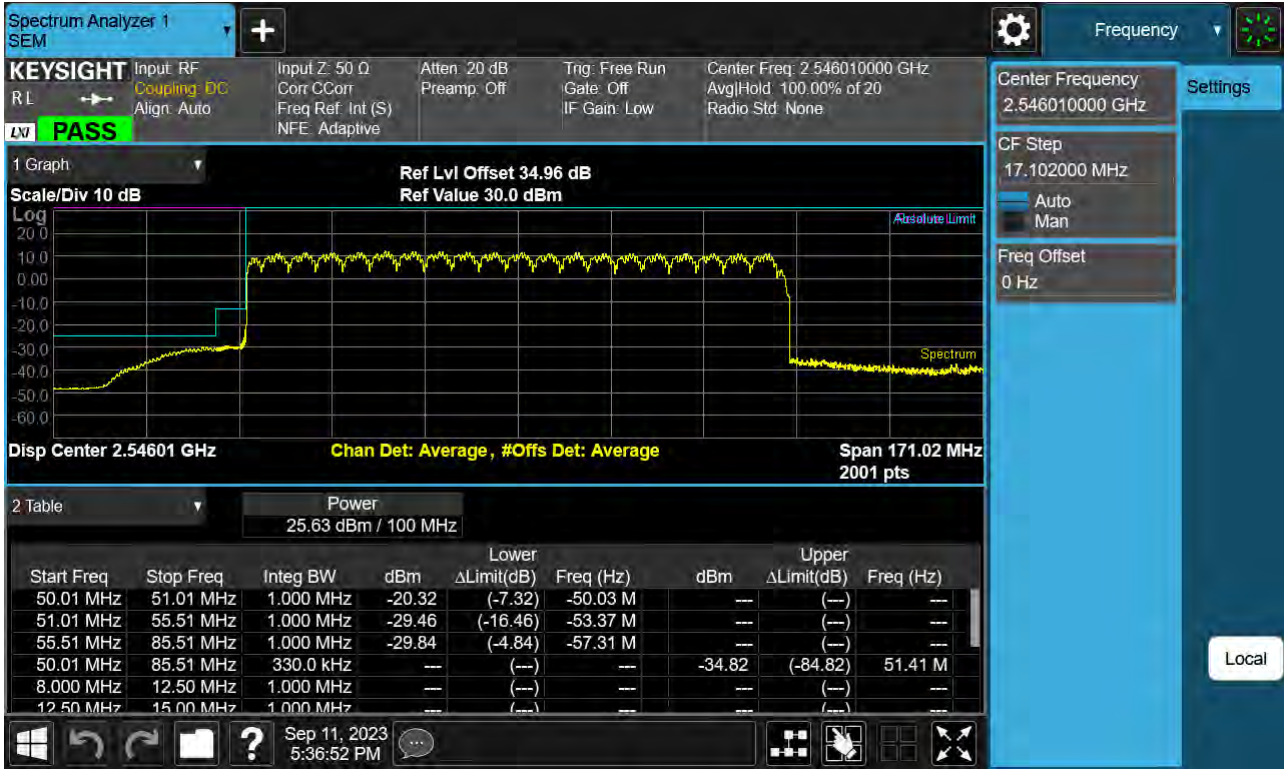 Spectrum Analyzer 1
SEM
Frequency
KEYSIGHT
R L
LXI
PASS
Input: RF
Coupling: DC
Align: Auto
Input Z: 50 Ω
Corr CCorr
Freq Ref: Int (S)
NFE: Adaptive
Atten: 20 dB
Preamp: Off
Trig: Free Run
Gate: Off
IF Gain: Low
Center Freq: 2.546010000 GHz
Avg|Hold: 100.00% of 20
Radio Std: None
1 Graph
Scale/Div 10 dB
Ref Lvl Offset 34.96 dB
Ref Value 30.0 dBm
Log
20.0
10.0
0.00
-10.0
-20.0
-30.0
-40.0
-50.0
-60.0
Limit
Spectrum
Disp Center 2.54601 GHz
Chan Det: Average , #Offs Det: Average
Span 171.02 MHz
2001 pts
2 Table
Power
25.63 dBm / 100 MHz
Lower Upper
Start Freq Stop Freq Integ BW dBm ΔLimit(dB) Freq (Hz) dBm ΔLimit(dB) Freq (Hz)
50.01 MHz 51.01 MHz 1.000 MHz -20.32 (-7.32) -50.03 M --- (---) ---
51.01 MHz 55.51 MHz 1.000 MHz -29.46 (-16.46) -53.37 M --- (---) ---
55.51 MHz 85.51 MHz 1.000 MHz -29.84 (-4.84) -57.31 M --- (---) ---
50.01 MHz 85.51 MHz 330.0 kHz --- (---) --- -34.82 (-84.82) 51.41 M
8.000 MHz 12.50 MHz 1.000 MHz --- (---) --- --- (---) ---
12.50 MHz 15.00 MHz 1.000 MHz --- (---) --- --- (---) ---
Sep 11, 2023
5:36:52 PM
Center Frequency
2.546010000 GHz
CF Step
17.102000 MHz
Auto
Man
Freq Offset
0 Hz
Settings
Local